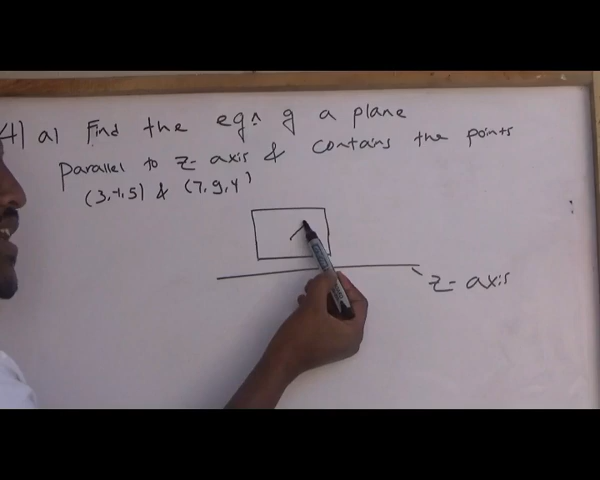 4) a) Find the eqn of a plane
parallel to z-axis & contains the points
(3,-1,5) & (7,9,4)
z-axis